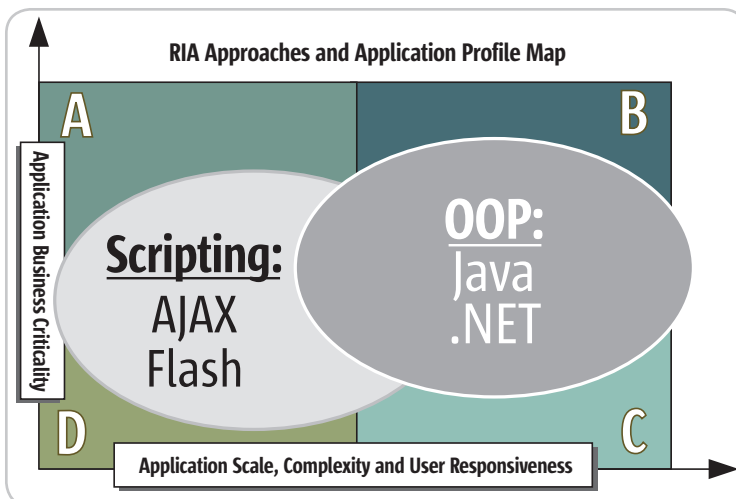 RIA Approaches and Application Profile Map
A
B
Application Business Criticality
Scripting:
AJAX
Flash
OOP:
Java
.NET
D
C
Application Scale, Complexity and User Responsiveness